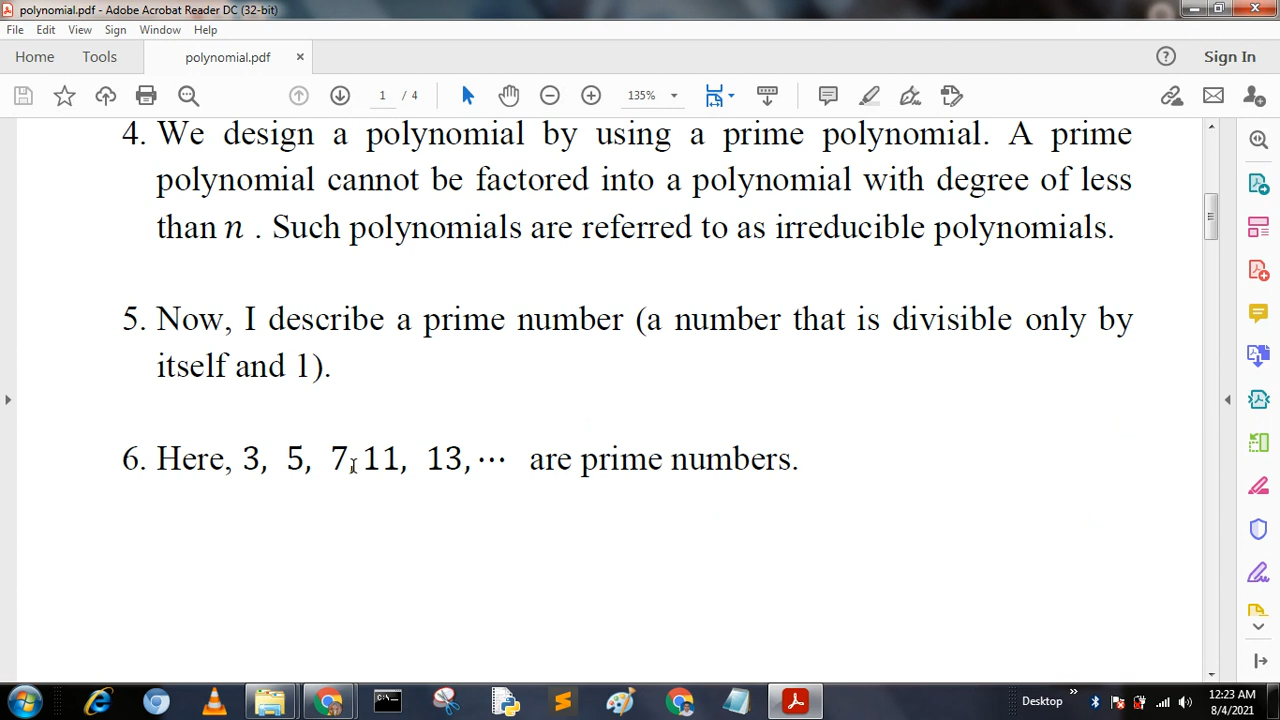 polynomial.pdf - Adobe Acrobat Reader DC (32-bit)
File Edit View Sign Window Help
Home Tools polynomial.pdf × Sign In
1 / 4 135%
4. We design a polynomial by using a prime polynomial. A prime
polynomial cannot be factored into a polynomial with degree of less
than n . Such polynomials are referred to as irreducible polynomials.
5. Now, I describe a prime number (a number that is divisible only by
itself and 1).
6. Here, 3, 5, 7, 11, 13, ⋯ are prime numbers.
Desktop 12:23 AM
8/4/2021